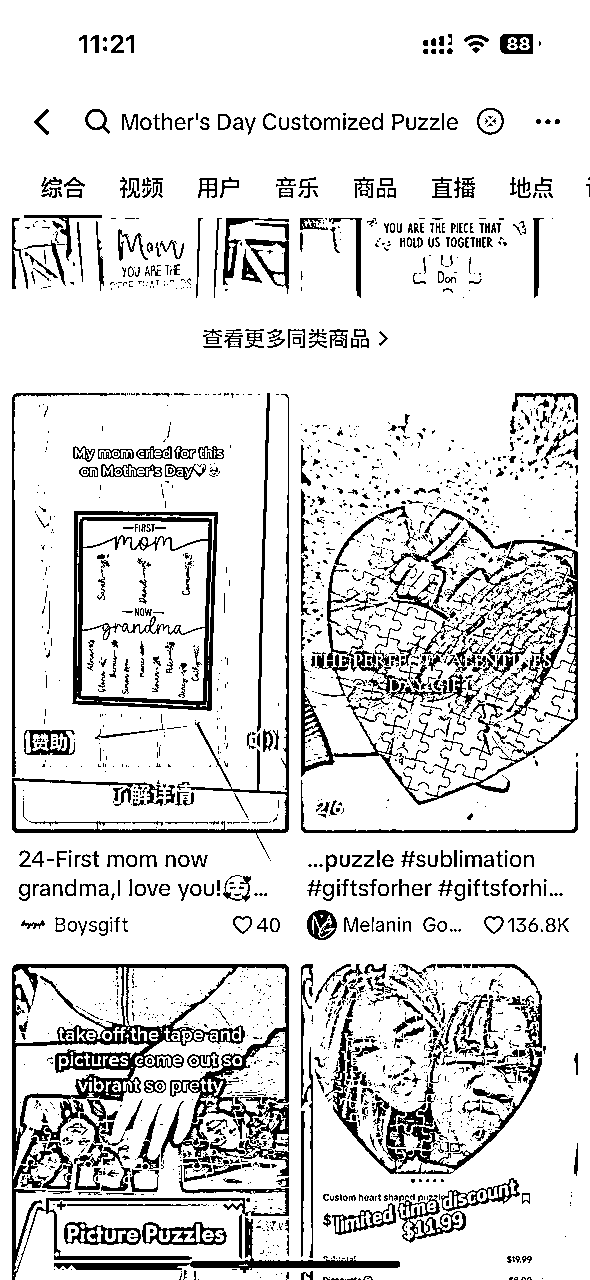 11:21
88
Mother's Day Customized Puzzle
综合 视频 用户 音乐 商品 直播 地点
Mom
YOU ARE THE
PIECE THAT HOLDS
YOU ARE THE PIECE THAT
HOLD US TOGETHER
Don
查看更多同类商品 >
My mom cried for this
on Mother's Day
FIRST
mom
NOW
grandma
赞助
了解详情
THE PERFECT VALENTINES
DAY GIFT
24-First mom now
grandma,I love you!🥰...
Boysgift
40
...puzzle #sublimation
#giftsforher #giftsforhi...
Melanin Go...
136.8K
take off the tape and
pictures come out so
vibrant so pretty
Picture Puzzles
Custom heart shaped puzzle
limited time discount
$11.99
Subtotal
$19.99